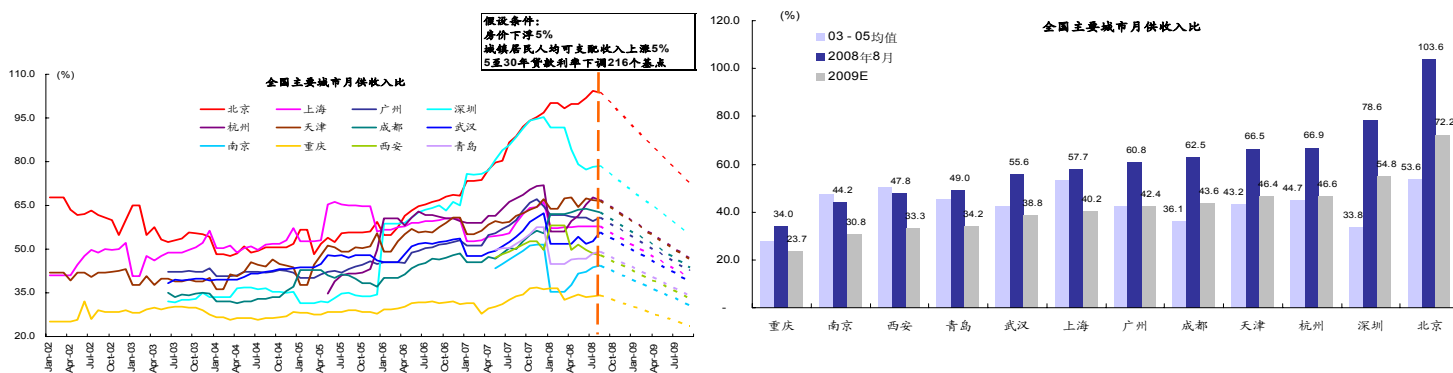 假设条件：
房价下浮5%
城镇居民人均可支配收入上涨5%
5至30年贷款利率下调216个基点
(%)
全国主要城市月供收入比
北京 上海 广州 深圳
杭州 天津 成都 武汉
南京 重庆 西安 青岛
110.0
95.0
80.0
65.0
50.0
35.0
20.0
Jan-02 Apr-02 Jul-02 Oct-02 Jan-03 Apr-03 Jul-03 Oct-03 Jan-04 Apr-04 Jul-04 Oct-04 Jan-05 Apr-05 Jul-05 Oct-05 Jan-06 Apr-06 Jul-06 Oct-06 Jan-07 Apr-07 Jul-07 Oct-07 Jan-08 Apr-08 Jul-08 Oct-08 Jan-09 Apr-09 Jul-09
(%)
全国主要城市月供收入比
03-05均值
2008年8月
2009E
120.0
100.0
80.0
60.0
40.0
20.0
-
34.0 23.7
44.2 30.8
47.8 33.3
49.0 34.2
55.6 38.8
57.7 40.2
60.8 42.4
36.1 62.5 43.6
43.2 66.5 46.4
44.7 66.9 46.6
33.8 78.6 54.8
53.6 103.6 72.2
重庆 南京 西安 青岛 武汉 上海 广州 成都 天津 杭州 深圳 北京